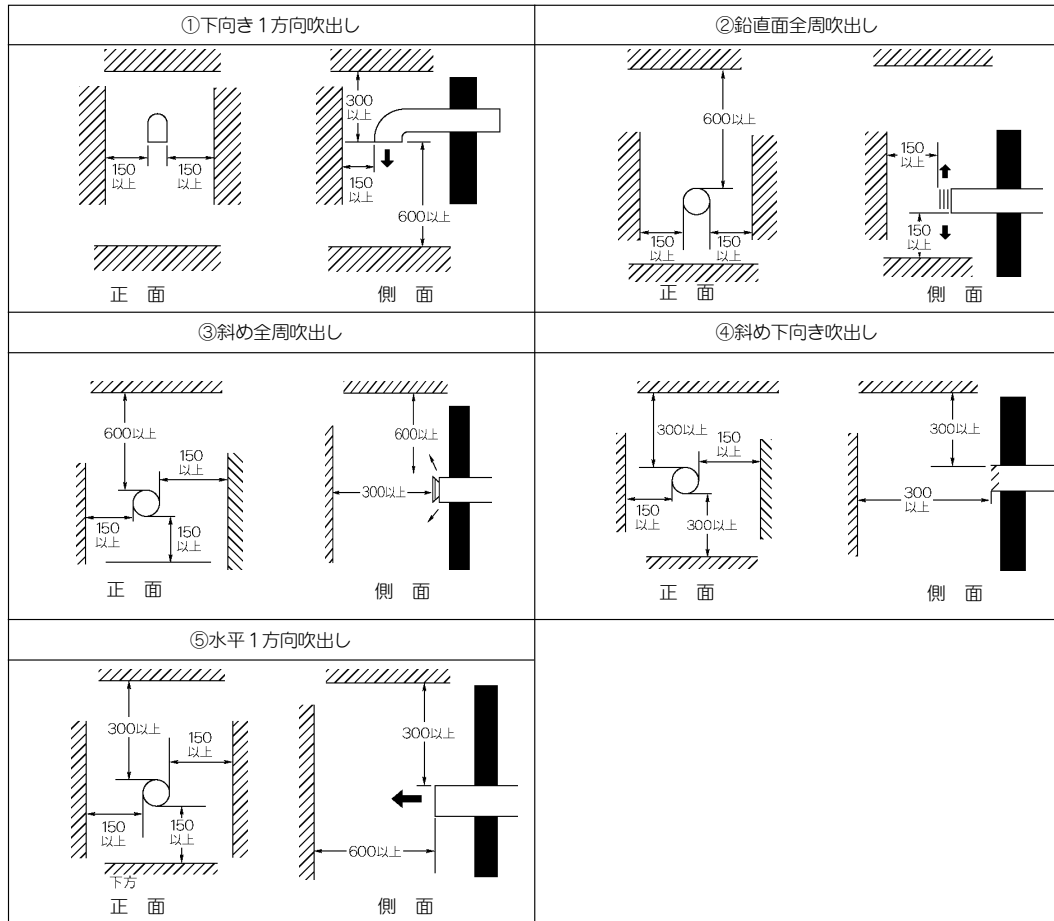 ①下向き1方向吹出し
300
以上
150
以上
150
以上
150
以上
600以上
正 面
側 面
②鉛直面全周吹出し
600以上
150
以上
150
以上
150
以上
150
以上
正 面
側 面
③斜め全周吹出し
600以上
150
以上
150
以上
150
以上
600以上
300以上
正 面
側 面
④斜め下向き吹出し
300以上
150
以上
150
以上
300以上
300以上
300
以上
正 面
側 面
⑤水平1方向吹出し
300以上
150
以上
150
以上
150
以上
下方
300以上
600以上
正 面
側 面